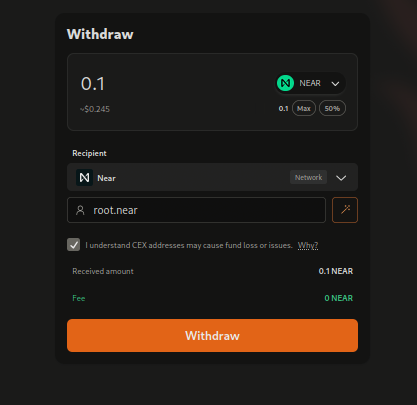 Withdraw
0.1
NEAR
~$0.245
0.1 Max 50%
Recipient
Near
Network
root.near
I understand CEX addresses may cause fund loss or issues. Why?
Received amount 0.1 NEAR
Fee 0 NEAR
Withdraw